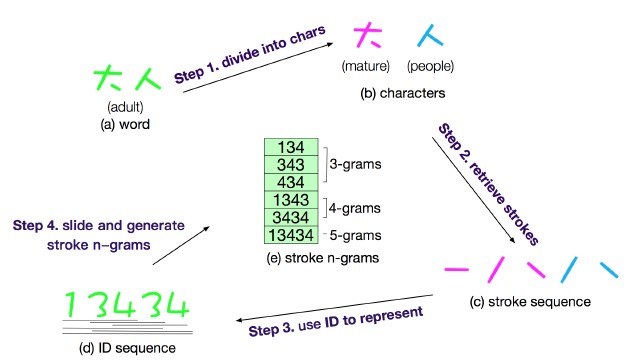 大人
(adult)
(a) word
Step 1. divide into chars
大 人
(mature) (people)
(b) characters
Step 2. retrieve strokes
(c) stroke sequence
Step 3. use ID to represent
13434
(d) ID sequence
Step 4. slide and generate
stroke n-grams
134
343
434
3-grams
1343
3434
4-grams
13434
5-grams
(e) stroke n-grams